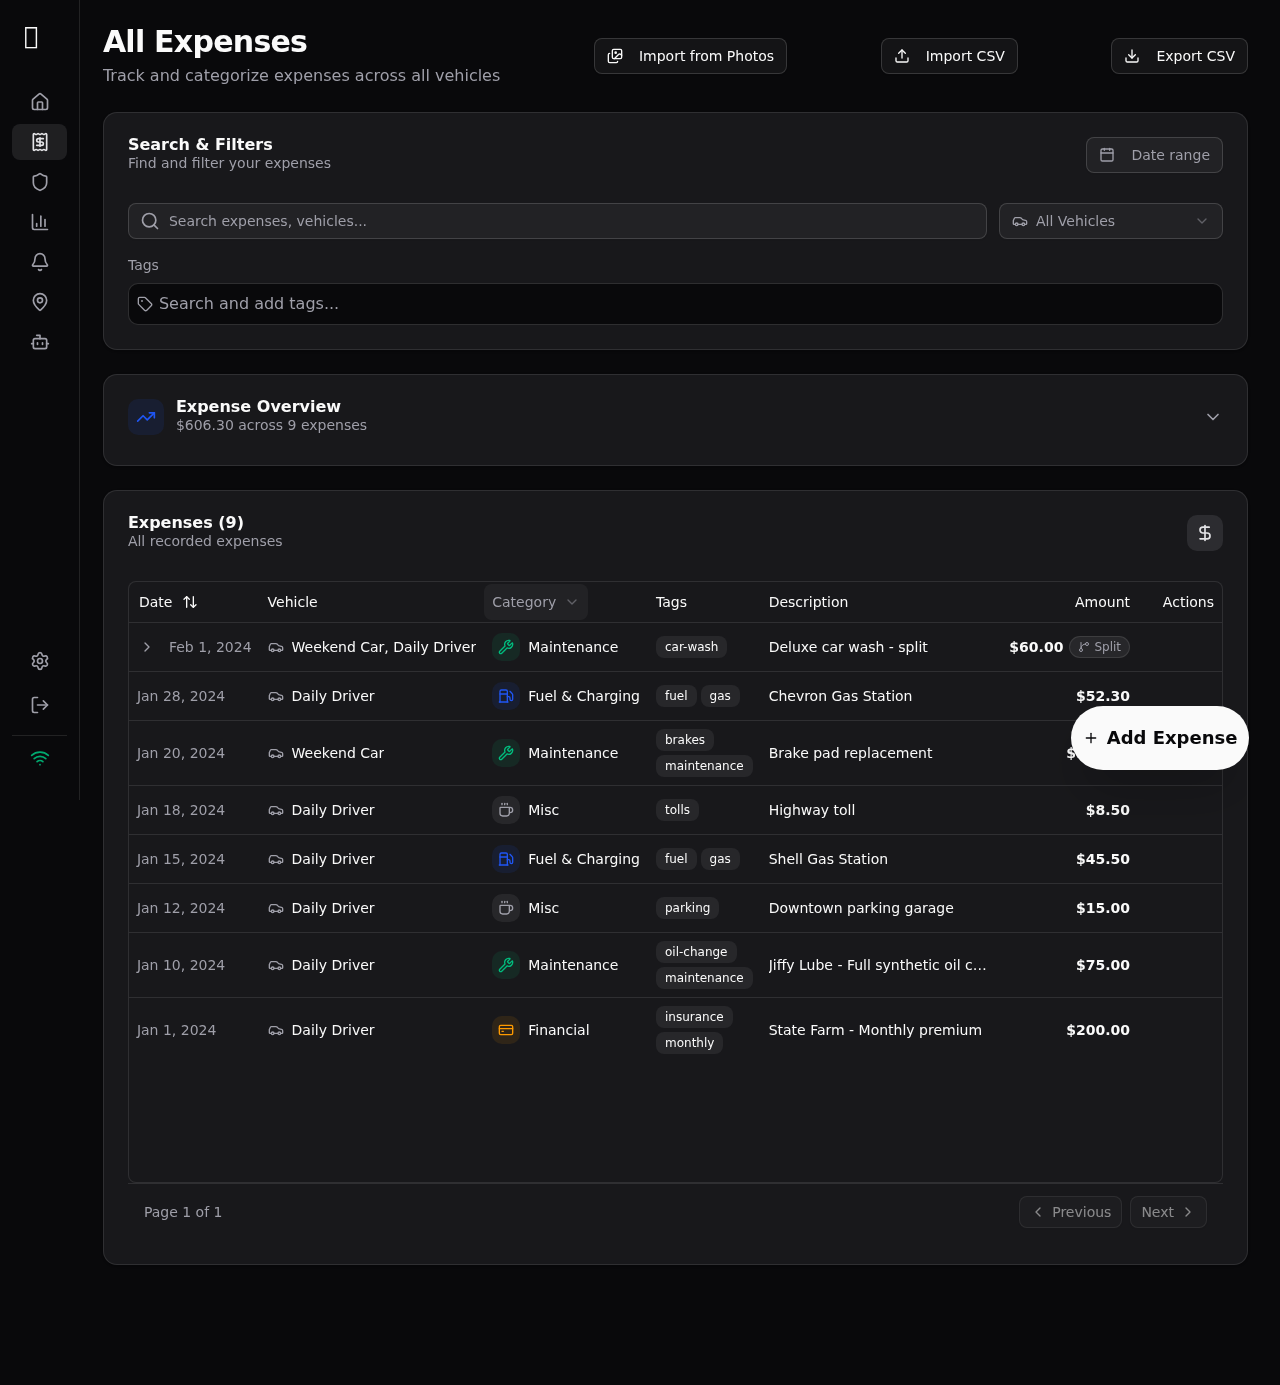 All Expenses
Track and categorize expenses across all vehicles
Import from Photos
Import CSV
Export CSV
Search & Filters
Find and filter your expenses
Date range
Search expenses, vehicles...
All Vehicles
Tags
Search and add tags...
Expense Overview
$606.30 across 9 expenses
Expenses (9)
All recorded expenses
Date Vehicle Category Tags Description Amount Actions
Feb 1, 2024 Weekend Car, Daily Driver Maintenance car-wash Deluxe car wash - split $60.00 Split
Jan 28, 2024 Daily Driver Fuel & Charging fuel gas Chevron Gas Station $52.30
Add Expense
Jan 20, 2024 Weekend Car Maintenance brakes maintenance Brake pad replacement $
Jan 18, 2024 Daily Driver Misc tolls Highway toll $8.50
Jan 15, 2024 Daily Driver Fuel & Charging fuel gas Shell Gas Station $45.50
Jan 12, 2024 Daily Driver Misc parking Downtown parking garage $15.00
Jan 10, 2024 Daily Driver Maintenance oil-change maintenance Jiffy Lube - Full synthetic oil c... $75.00
Jan 1, 2024 Daily Driver Financial insurance monthly State Farm - Monthly premium $200.00
Page 1 of 1
Previous
Next